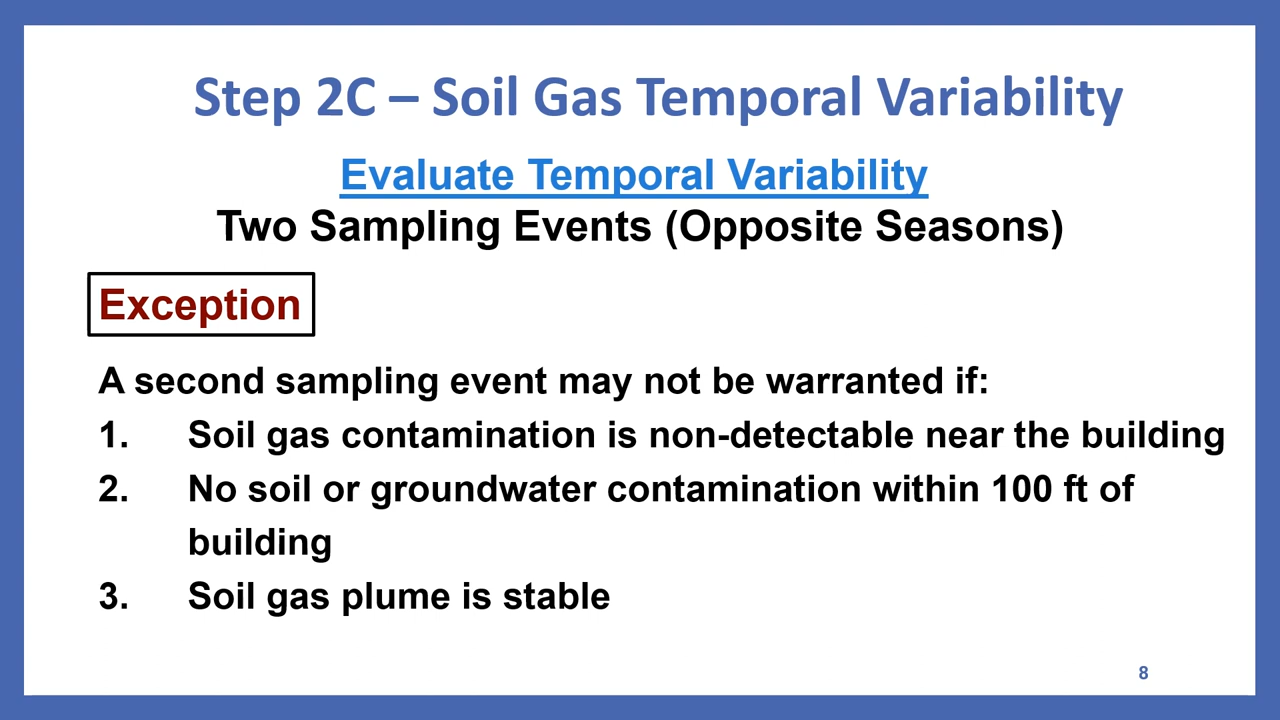 Step 2C – Soil Gas Temporal Variability
Evaluate Temporal Variability
Two Sampling Events (Opposite Seasons)
Exception
A second sampling event may not be warranted if:
1. Soil gas contamination is non-detectable near the building
2. No soil or groundwater contamination within 100 ft of
building
3. Soil gas plume is stable
8